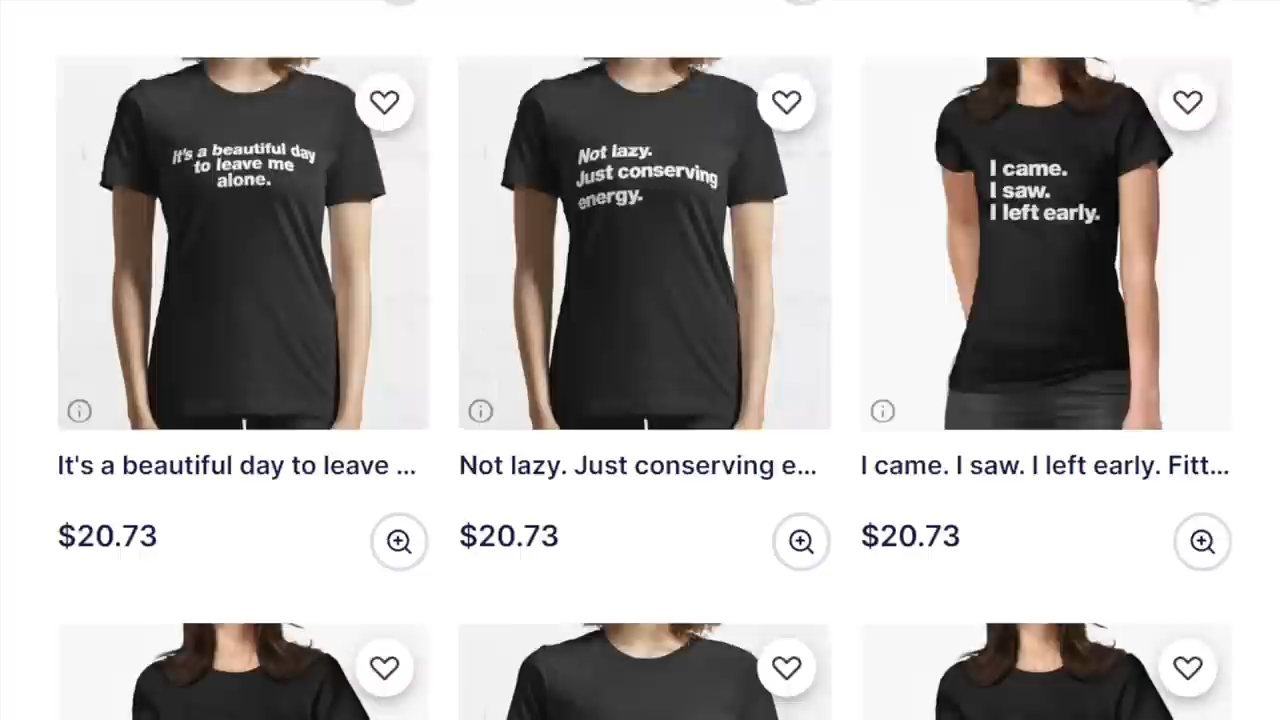 It's a beautiful day
to leave me
alone.
Not lazy.
Just conserving
energy.
I came.
I saw.
I left early.
It's a beautiful day to leave ...
Not lazy. Just conserving e...
I came. I saw. I left early. Fitt...
$20.73
$20.73
$20.73